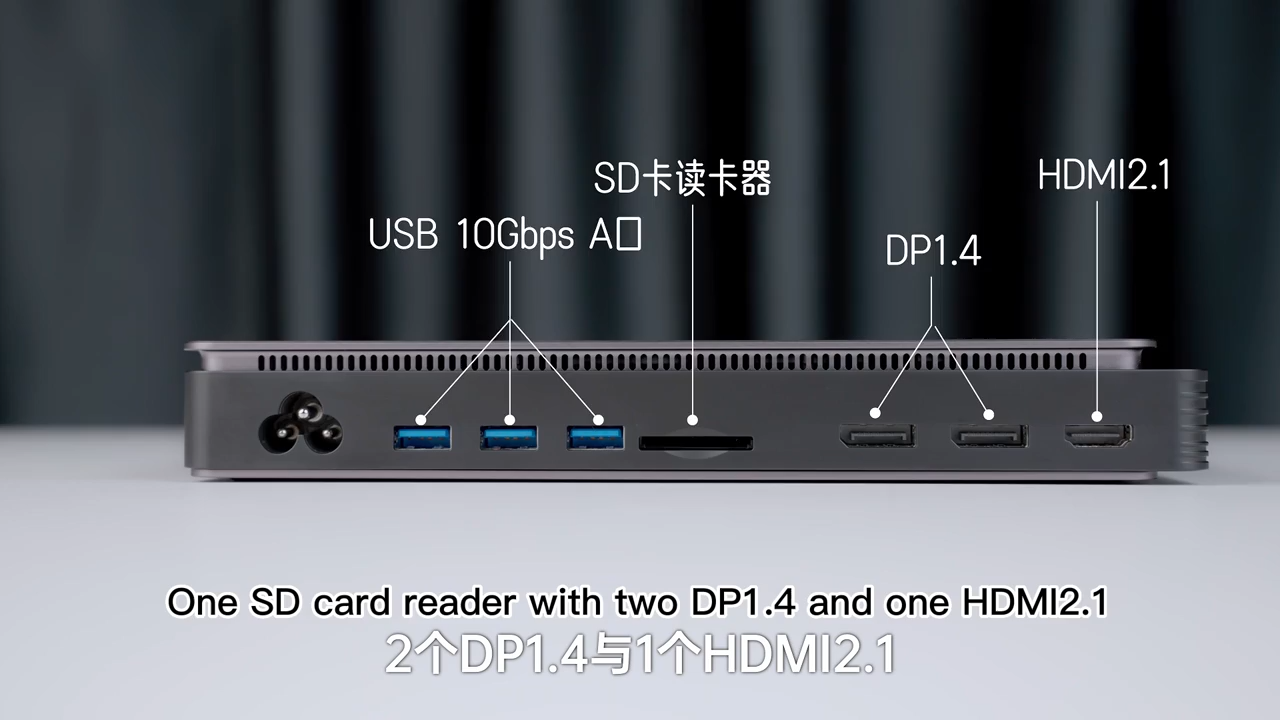 SD卡读卡器
HDMI2.1
USB 10Gbps A口
DP1.4
One SD card reader with two DP1.4 and one HDMI2.1
2个DP1.4与1个HDMI2.1